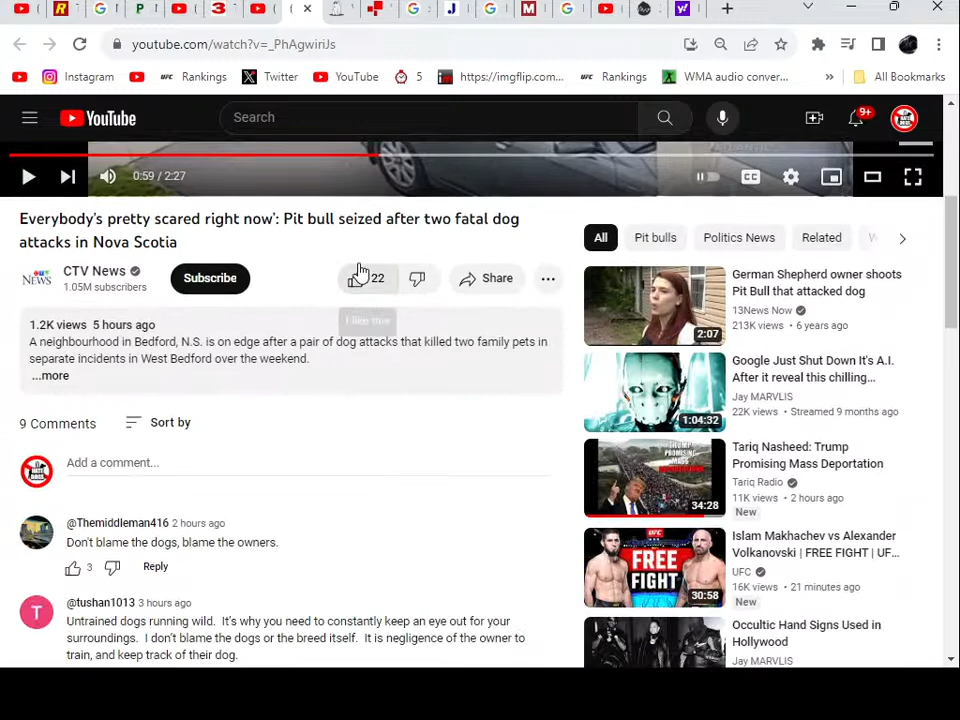 youtube.com/watch?v=_PhAgwiriJs
Instagram
UFC Rankings
Twitter
YouTube
5
https://imgflip.com...
UFC Rankings
WMA audio conver...
»
All Bookmarks
YouTube
Search
9+
0:59 / 2:27
CC
Everybody's pretty scared right now': Pit bull seized after two fatal dog
attacks in Nova Scotia
CTV News
1.05M subscribers
NEWS
Subscribe
22
Share
...
I like this
1.2K views 5 hours ago
A neighbourhood in Bedford, N.S. is on edge after a pair of dog attacks that killed two family pets in
separate incidents in West Bedford over the weekend.
...more
9 Comments
Sort by
Add a comment...
@Themiddleman416 2 hours ago
Don't blame the dogs, blame the owners.
3
Reply
T
@tushan1013 3 hours ago
Untrained dogs running wild. It's why you need to constantly keep an eye out for your
surroundings. I don't blame the dogs or the breed itself. It is negligence of the owner to
train, and keep track of their dog.
All
Pit bulls
Politics News
Related
German Shepherd owner shoots
Pit Bull that attacked dog
13News Now
213K views • 6 years ago
2:07
Google Just Shut Down It's A.I.
After it reveal this chilling...
Jay MARVLIS
22K views • Streamed 9 months ago
1:04:32
Tariq Nasheed: Trump
Promising Mass Deportation
Tariq Radio
11K views • 2 hours ago
New
34:28
Islam Makhachev vs Alexander
Volkanovski | FREE FIGHT | UF...
UFC
16K views • 21 minutes ago
New
FREE
FIGHT
30:58
Occultic Hand Signs Used in
Hollywood
Jay MARVLIS